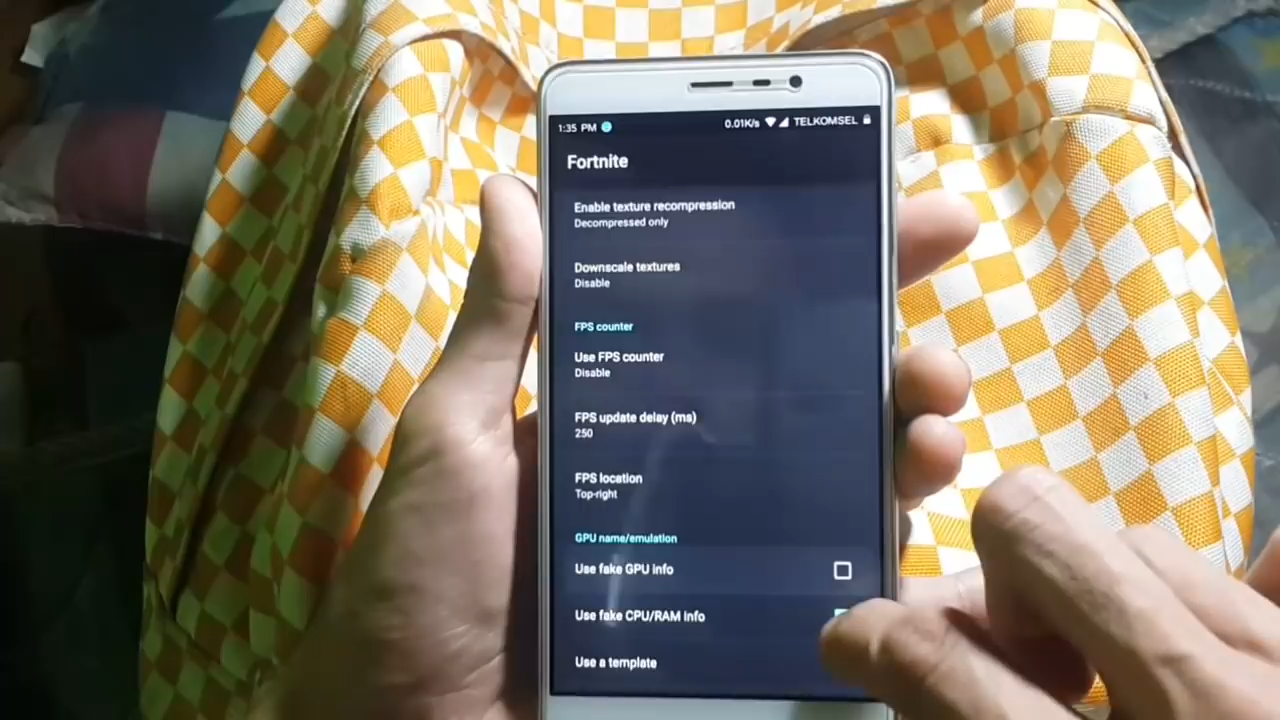 1:35 PM 0.01K/s TELKOMSEL
Fortnite
Enable texture recompression
Decompressed only
Downscale textures
Disable
FPS counter
Use FPS counter
Disable
FPS update delay (ms)
250
FPS location
Top-right
GPU name/emulation
Use fake GPU info
Use fake CPU/RAM info
Use a template